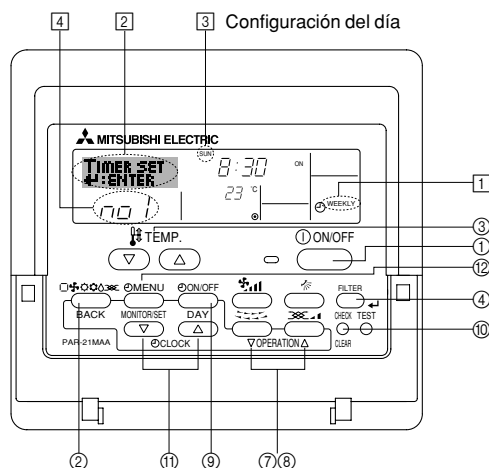 4 2 3 Configuración del día
MITSUBISHI ELECTRIC
TIMER SET
↵:ENTER
SUN
8:30
ON
23 °C
WEEKLY
1
no 1
TEMP.
ON/OFF
③
①
⑫
MENU ON/OFF FILTER
④
BACK MONITOR/SET DAY CHECK TEST
PAR-21MAA CLOCK ▽OPERATION△ CLEAR
⑩
② ⑪ ⑨ ⑦⑧